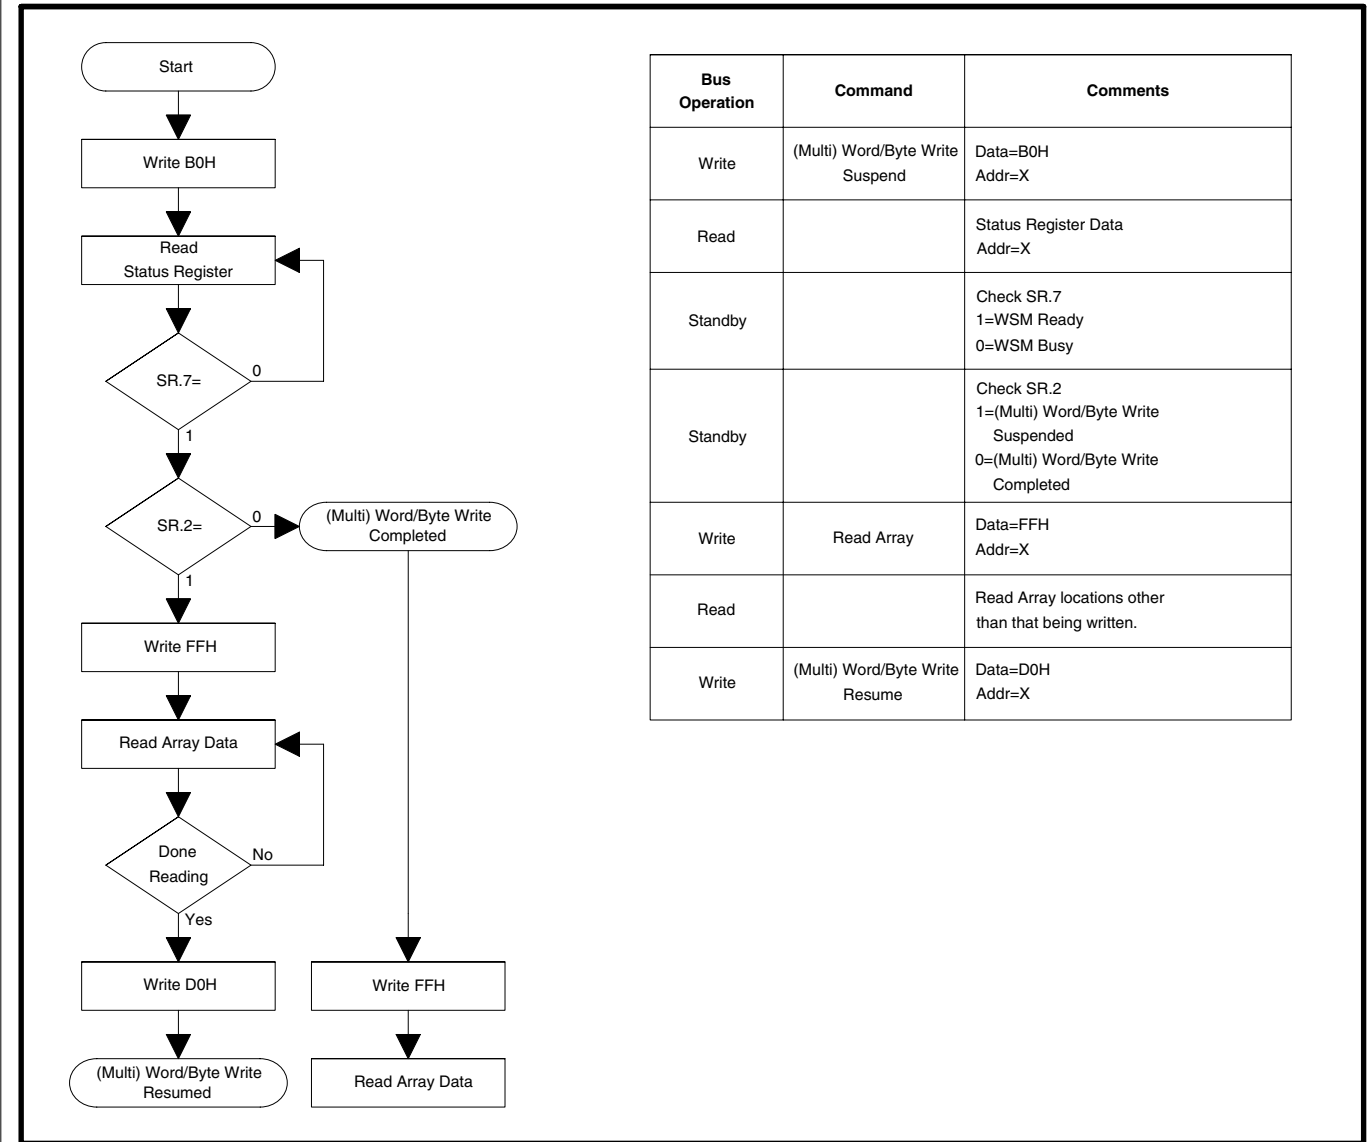 Start
Write B0H
Read
Status Register
SR.7=
0
1
SR.2=
0
(Multi) Word/Byte Write
Completed
1
Write FFH
Read Array Data
Done
Reading
No
Yes
Write D0H
(Multi) Word/Byte Write
Resumed
Write FFH
Read Array Data
Bus
Operation
Command
Comments
Write
(Multi) Word/Byte Write
Suspend
Data=B0H
Addr=X
Read
Status Register Data
Addr=X
Standby
Check SR.7
1=WSM Ready
0=WSM Busy
Standby
Check SR.2
1=(Multi) Word/Byte Write
Suspended
0=(Multi) Word/Byte Write
Completed
Write
Read Array
Data=FFH
Addr=X
Read
Read Array locations other
than that being written.
Write
(Multi) Word/Byte Write
Resume
Data=D0H
Addr=X